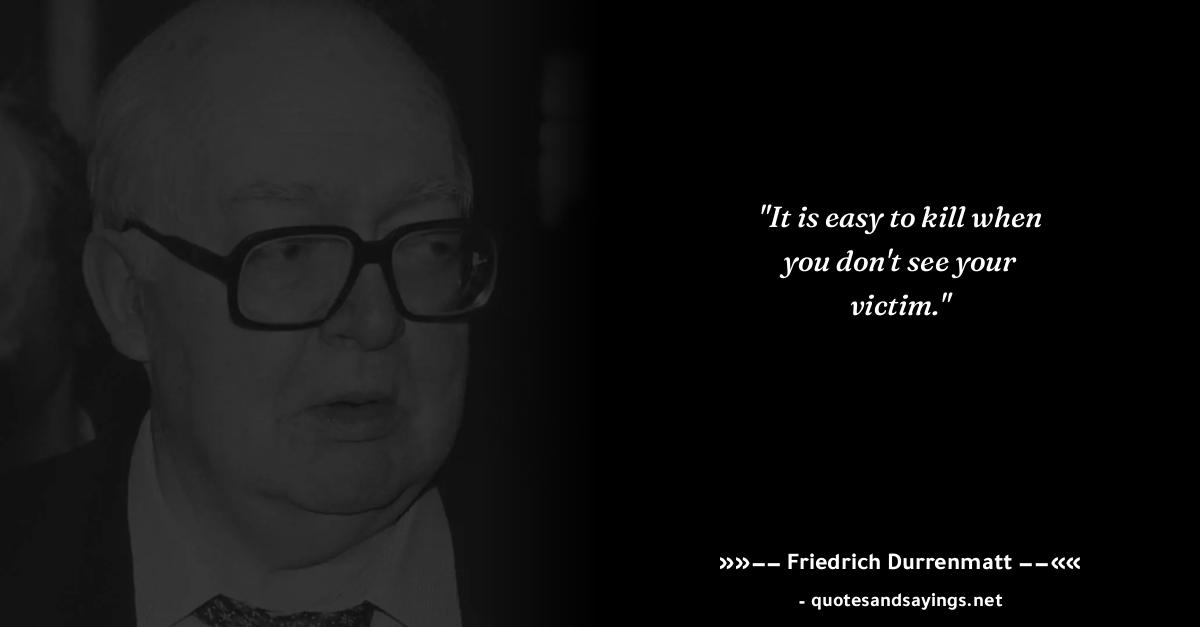 "It is easy to kill when
you don't see your
victim."
»»−− Friedrich Durrenmatt −−««
- quotesandsayings.net